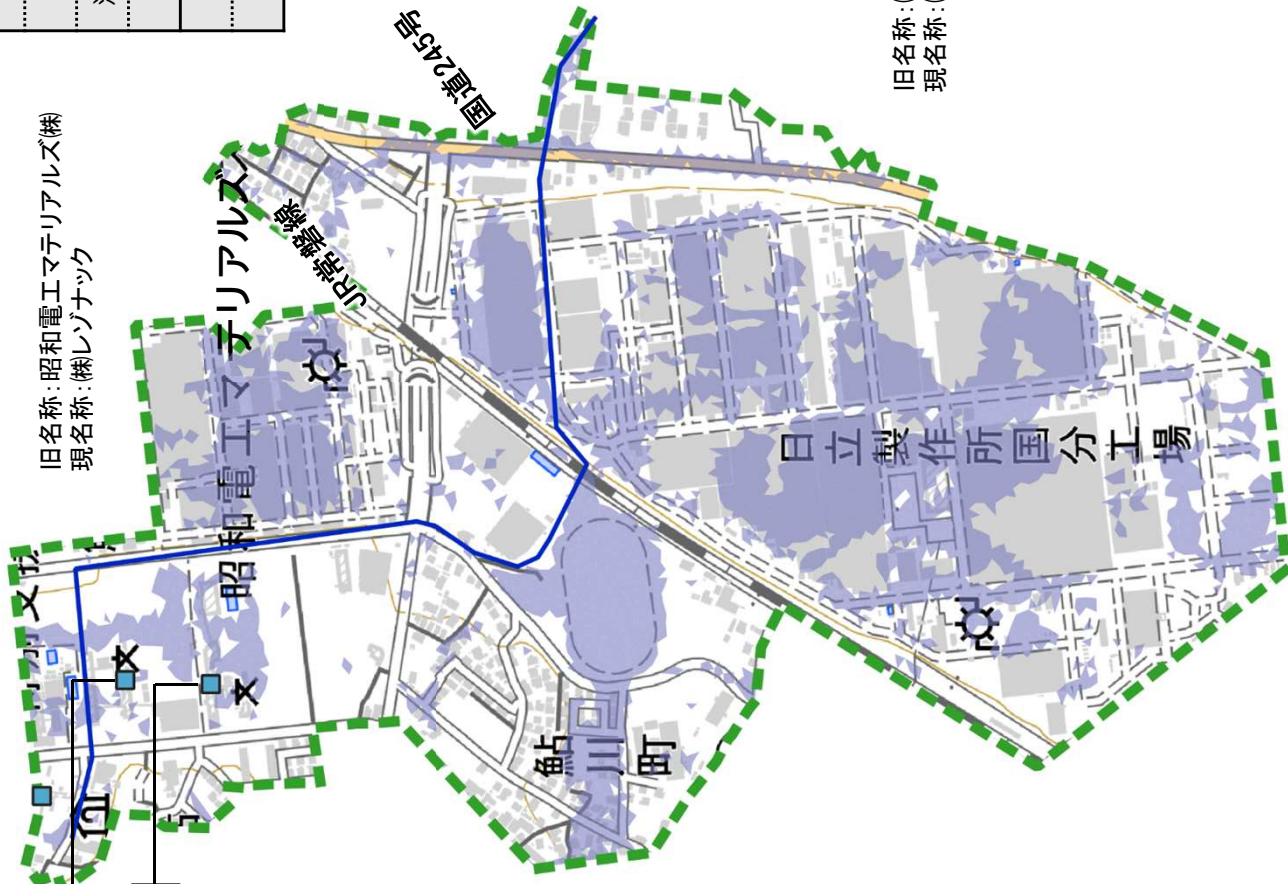 旧名称：昭和電工マテリアルズ(株)
現名称：(株)レゾナック
国道245号
旧名称：(
現名称：(
JR常磐線
昭和電工マテリアルズ
日立製作所国分工場
鮎川町
文
文
※